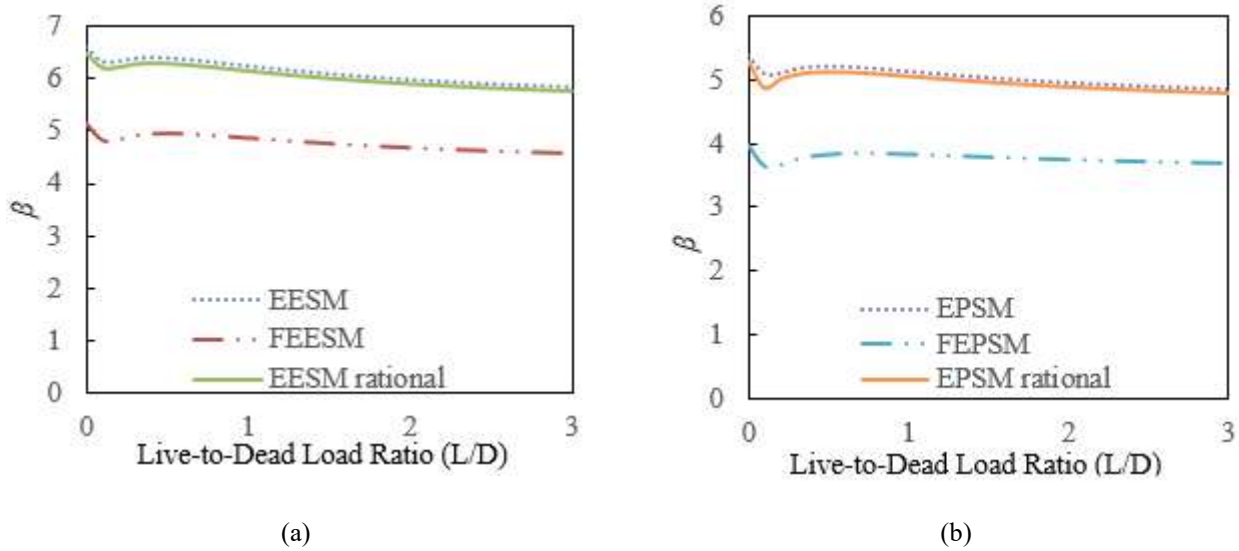 7
6
5
4
3
2
1
0
β
EESM
FEESM
EESM rational
0 1 2 3
Live-to-Dead Load Ratio (L/D)
(a)
6
5
4
3
2
1
0
β
EPSM
FEPSM
EPSM rational
0 1 2 3
Live-to-Dead Load Ratio (L/D)
(b)